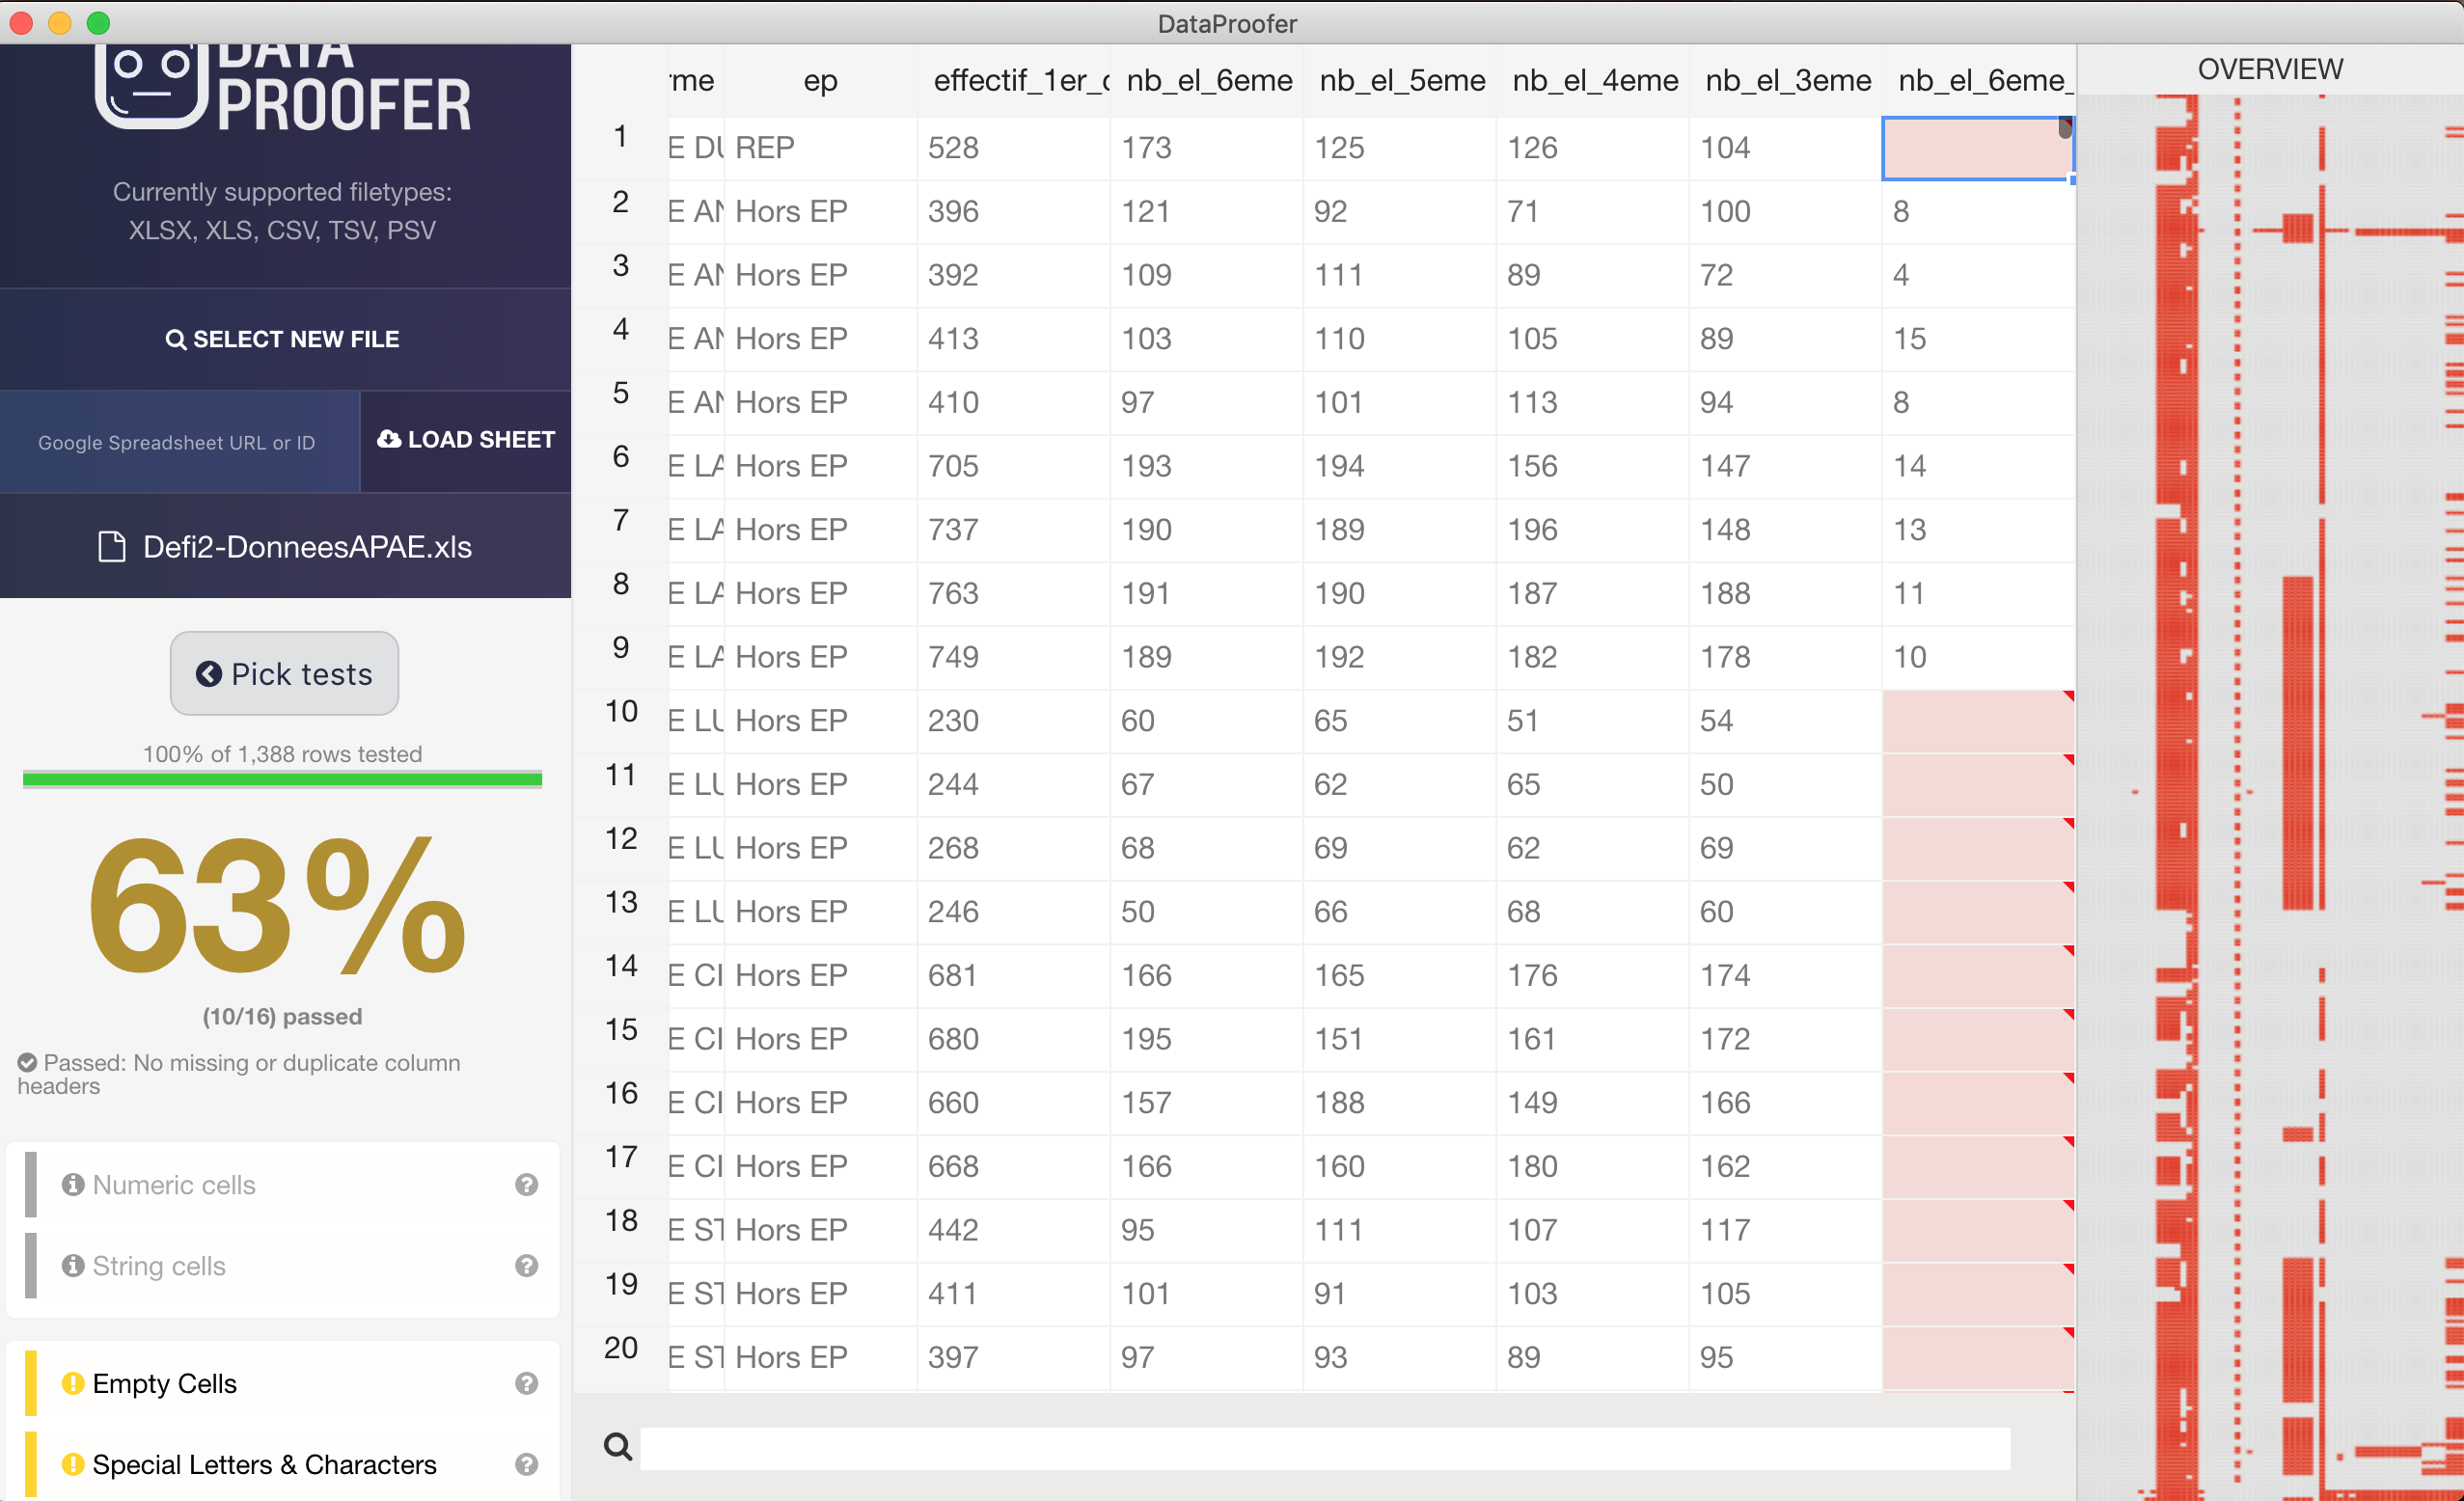 DataProofer
DATA
PROOFER
Currently supported filetypes:
XLSX, XLS, CSV, TSV, PSV
SELECT NEW FILE
Google Spreadsheet URL or ID
LOAD SHEET
Defi2-DonneesAPAE.xls
Pick tests
100% of 1,388 rows tested
63%
(10/16) passed
Passed: No missing or duplicate column
headers
Numeric cells
String cells
Empty Cells
Special Letters & Characters
rme ep effectif_1er_c nb_el_6eme nb_el_5eme nb_el_4eme nb_el_3eme nb_el_6eme_
1 E DU REP 528 173 125 126 104
2 E AN Hors EP 396 121 92 71 100 8
3 E AN Hors EP 392 109 111 89 72 4
4 E AN Hors EP 413 103 110 105 89 15
5 E AN Hors EP 410 97 101 113 94 8
6 E LA Hors EP 705 193 194 156 147 14
7 E LA Hors EP 737 190 189 196 148 13
8 E LA Hors EP 763 191 190 187 188 11
9 E LA Hors EP 749 189 192 182 178 10
10 E LU Hors EP 230 60 65 51 54
11 E LU Hors EP 244 67 62 65 50
12 E LU Hors EP 268 68 69 62 69
13 E LU Hors EP 246 50 66 68 60
14 E CI Hors EP 681 166 165 176 174
15 E CI Hors EP 680 195 151 161 172
16 E CI Hors EP 660 157 188 149 166
17 E CI Hors EP 668 166 160 180 162
18 E ST Hors EP 442 95 111 107 117
19 E ST Hors EP 411 101 91 103 105
20 E ST Hors EP 397 97 93 89 95
OVERVIEW